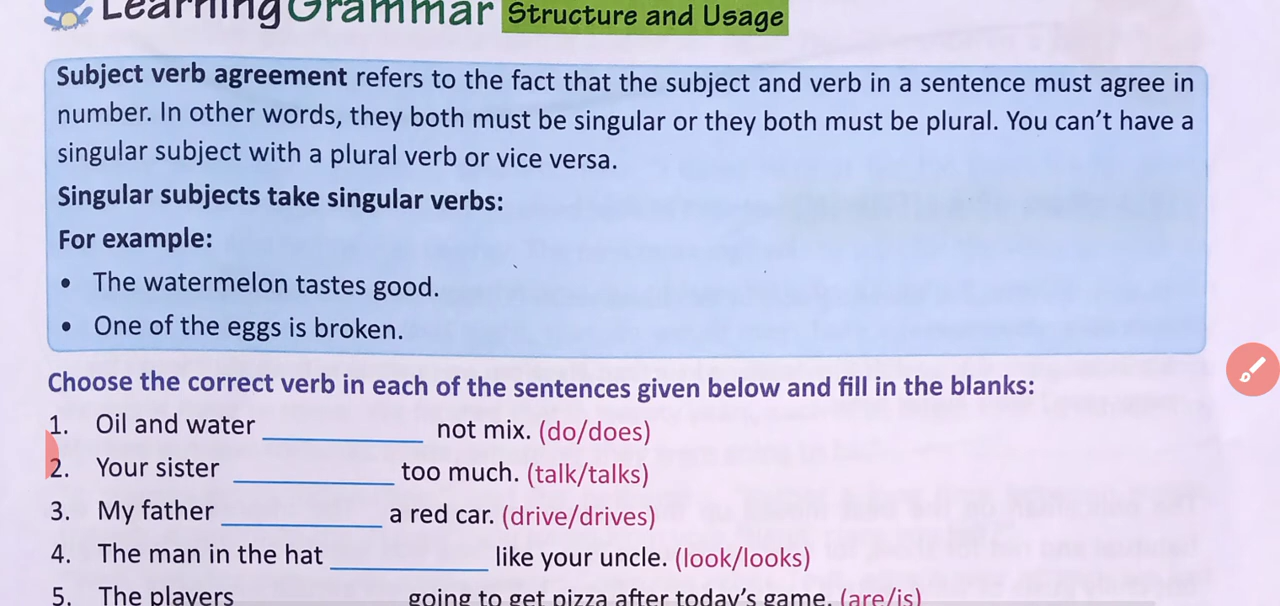 Learning Grammar Structure and Usage
Subject verb agreement refers to the fact that the subject and verb in a sentence must agree in
number. In other words, they both must be singular or they both must be plural. You can't have a
singular subject with a plural verb or vice versa.
Singular subjects take singular verbs:
For example:
• The watermelon tastes good.
• One of the eggs is broken.
Choose the correct verb in each of the sentences given below and fill in the blanks:
1. Oil and water ____________ not mix. (do/does)
2. Your sister ____________ too much. (talk/talks)
3. My father ____________ a red car. (drive/drives)
4. The man in the hat ____________ like your uncle. (look/looks)
5. The players ____________ going to get pizza after today's game. (are/is)